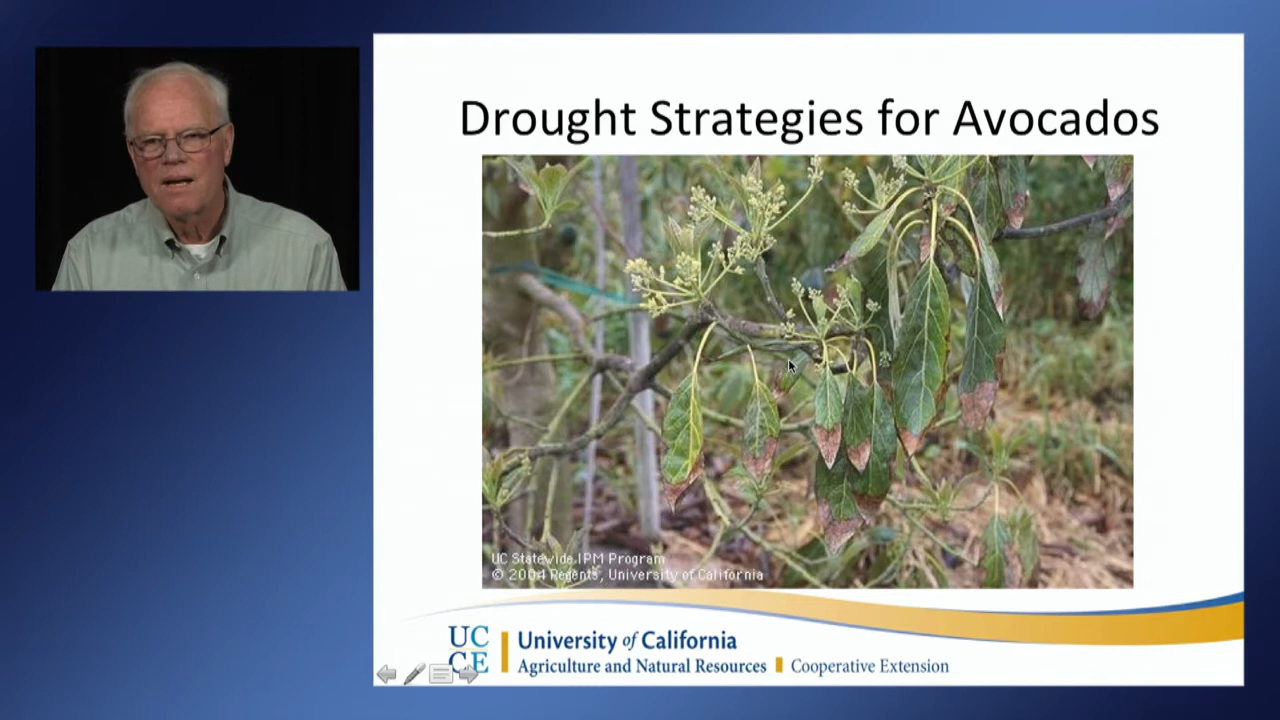 Drought Strategies for Avocados
UC Statewide IPM Program
© 2004 Regents, University of California
UC
CE
University of California
Agriculture and Natural Resources
Cooperative Extension